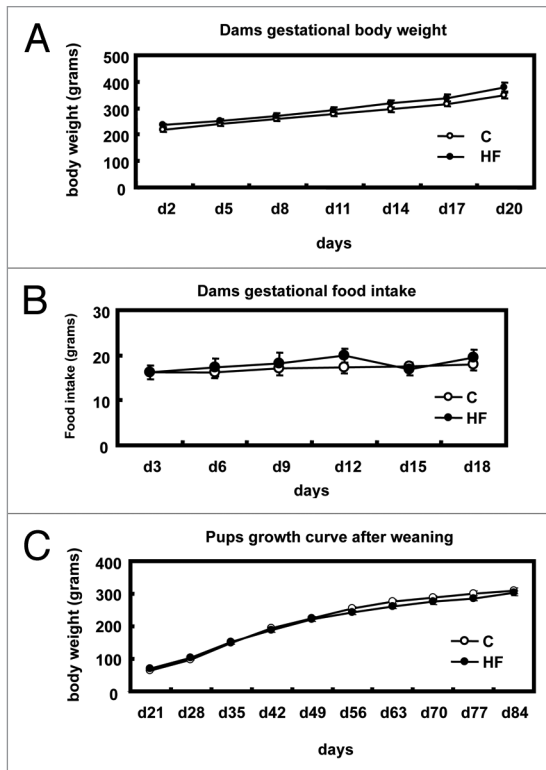 A
Dams gestational body weight
body weight (grams)
500
400
300
200
100
0
C
HF
d2 d5 d8 d11 d14 d17 d20
days
B
Dams gestational food intake
Food intake (grams)
30
20
10
0
C
HF
d3 d6 d9 d12 d15 d18
days
C
Pups growth curve after weaning
body weight (grams)
400
300
200
100
0
C
HF
d21 d28 d35 d42 d49 d56 d63 d70 d77 d84
days